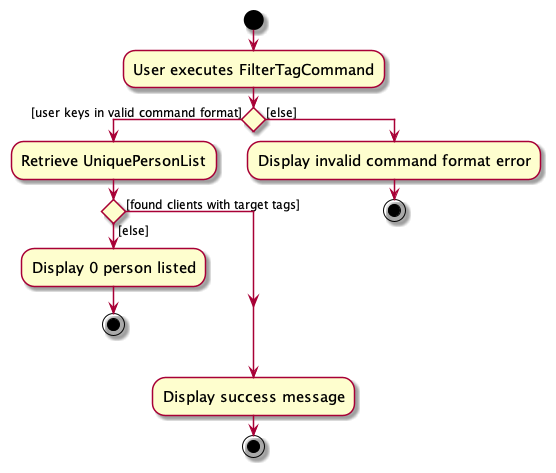 User executes FilterTagCommand
[user keys in valid command format]
[else]
Retrieve UniquePersonList
Display invalid command format error
[found clients with target tags]
[else]
Display 0 person listed
Display success message